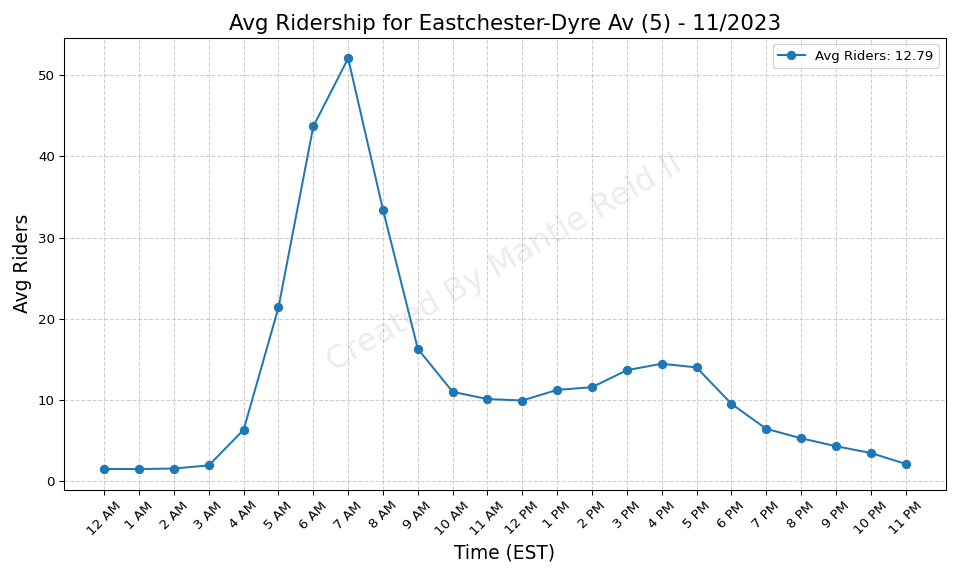 Avg Ridership for Eastchester-Dyre Av (5) - 11/2023
Avg Riders: 12.79
50
40
30
20
10
0
Avg Riders
Created By Mantie Reid II
12 AM
1 AM
2 AM
3 AM
4 AM
5 AM
6 AM
7 AM
8 AM
9 AM
10 AM
11 AM
12 PM
1 PM
2 PM
3 PM
4 PM
5 PM
6 PM
7 PM
8 PM
9 PM
10 PM
11 PM
Time (EST)